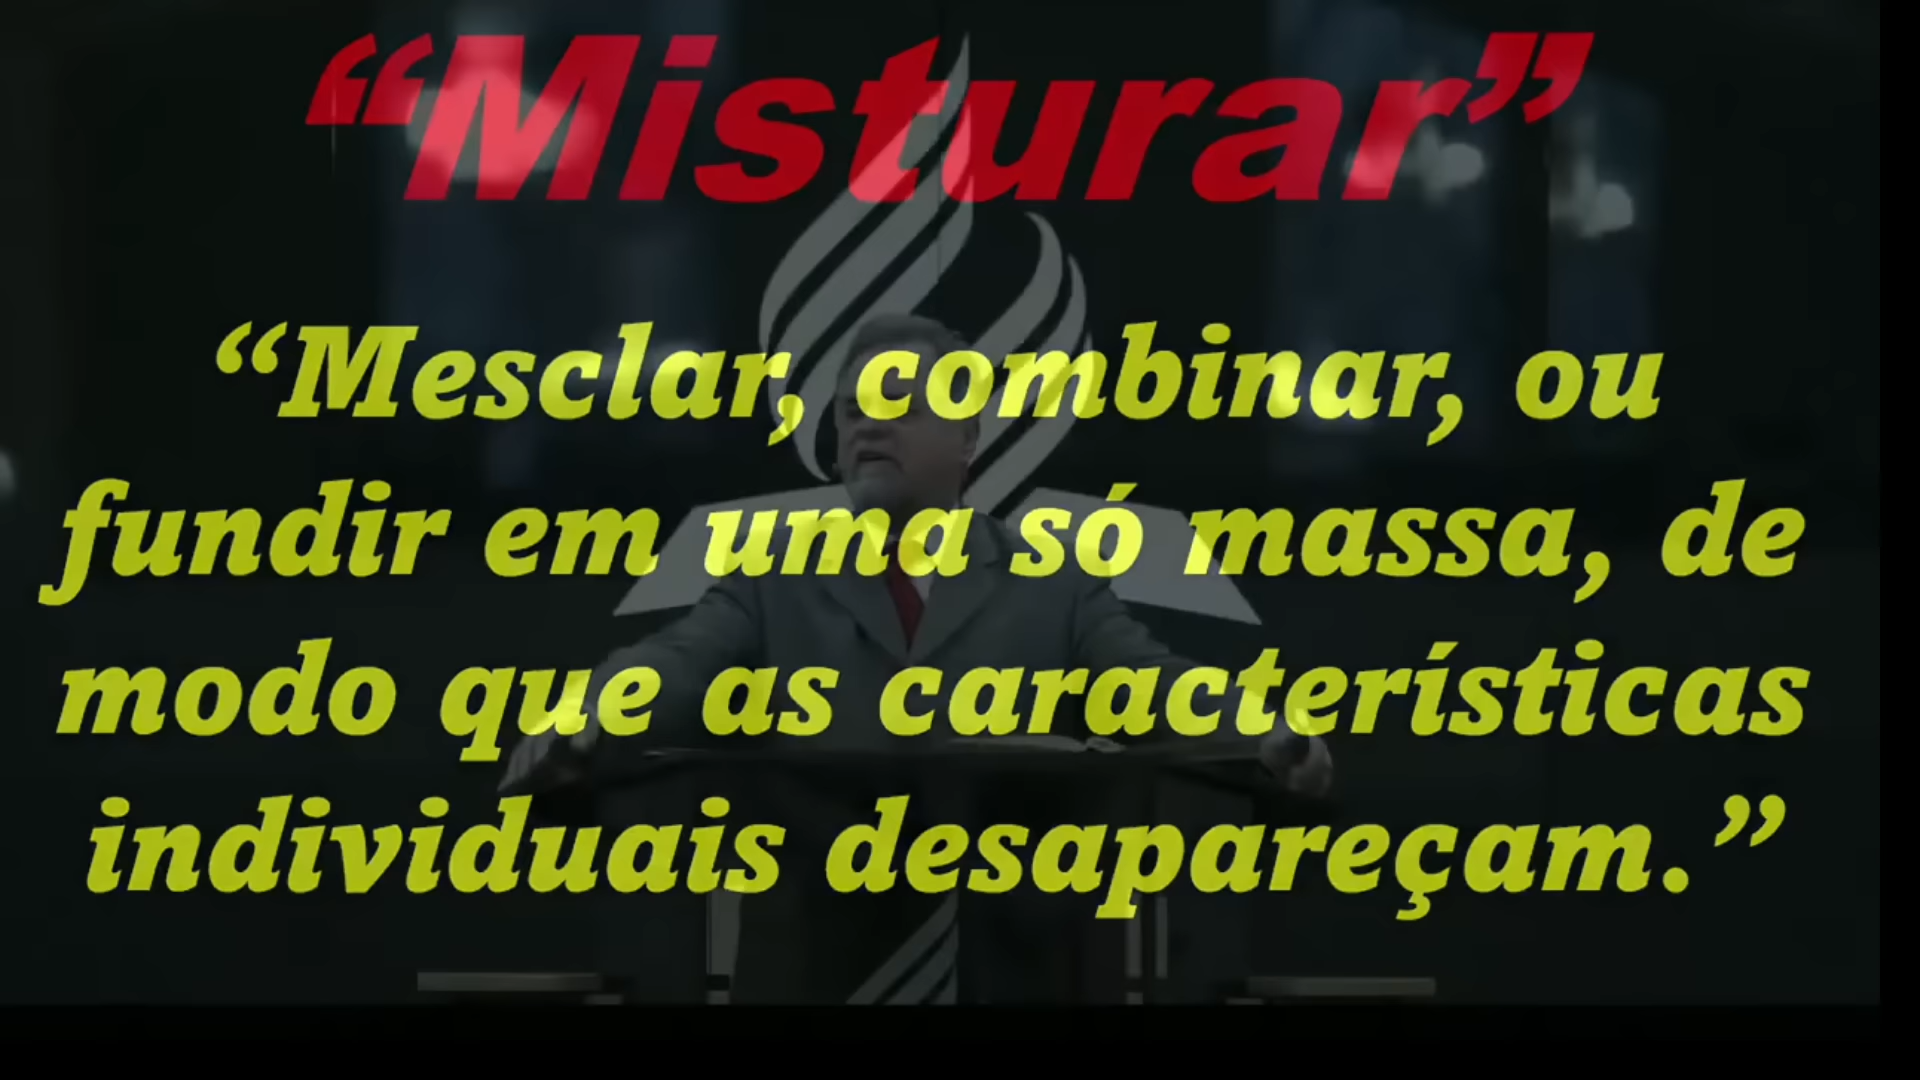 “Misturar”
“Mesclar, combinar, ou
fundir em uma só massa, de
modo que as características
individuais desapareçam.”